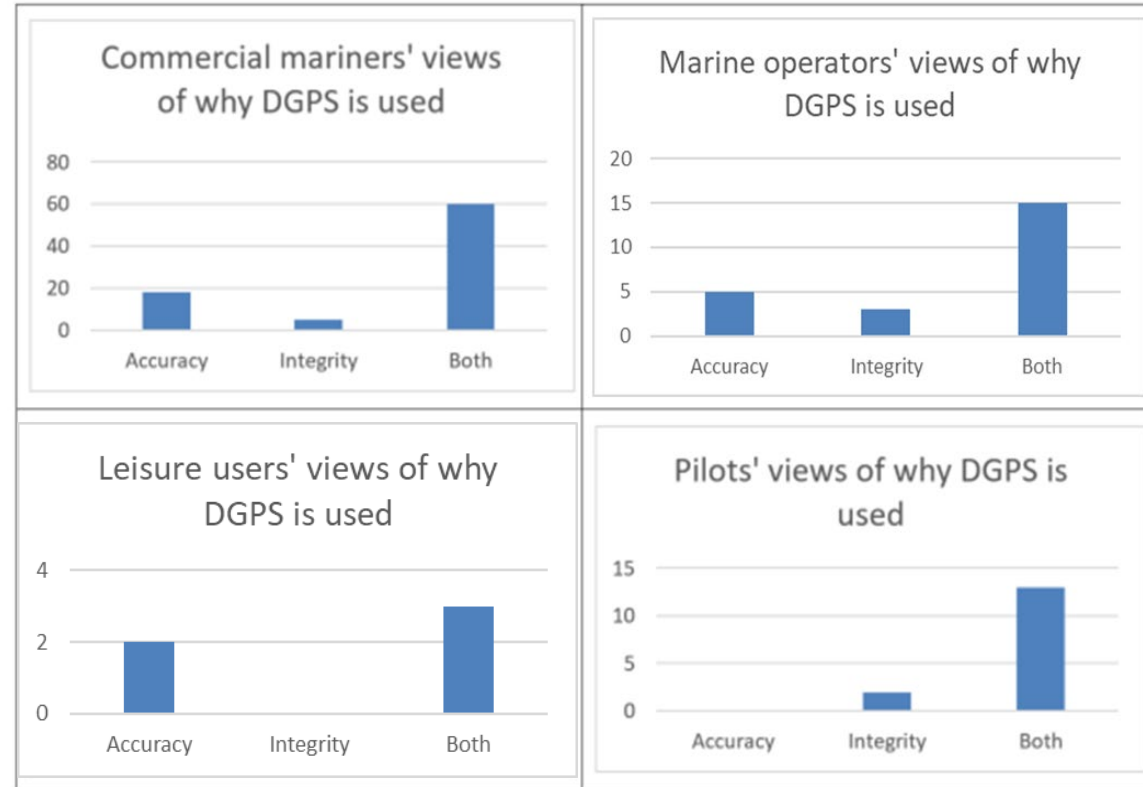 Commercial mariners' views
of why DGPS is used
80
60
40
20
0
Accuracy Integrity Both
Marine operators' views of why
DGPS is used
20
15
10
5
0
Accuracy Integrity Both
Leisure users' views of why
DGPS is used
4
2
0
Accuracy Integrity Both
Pilots' views of why DGPS is
used
15
10
5
0
Accuracy Integrity Both